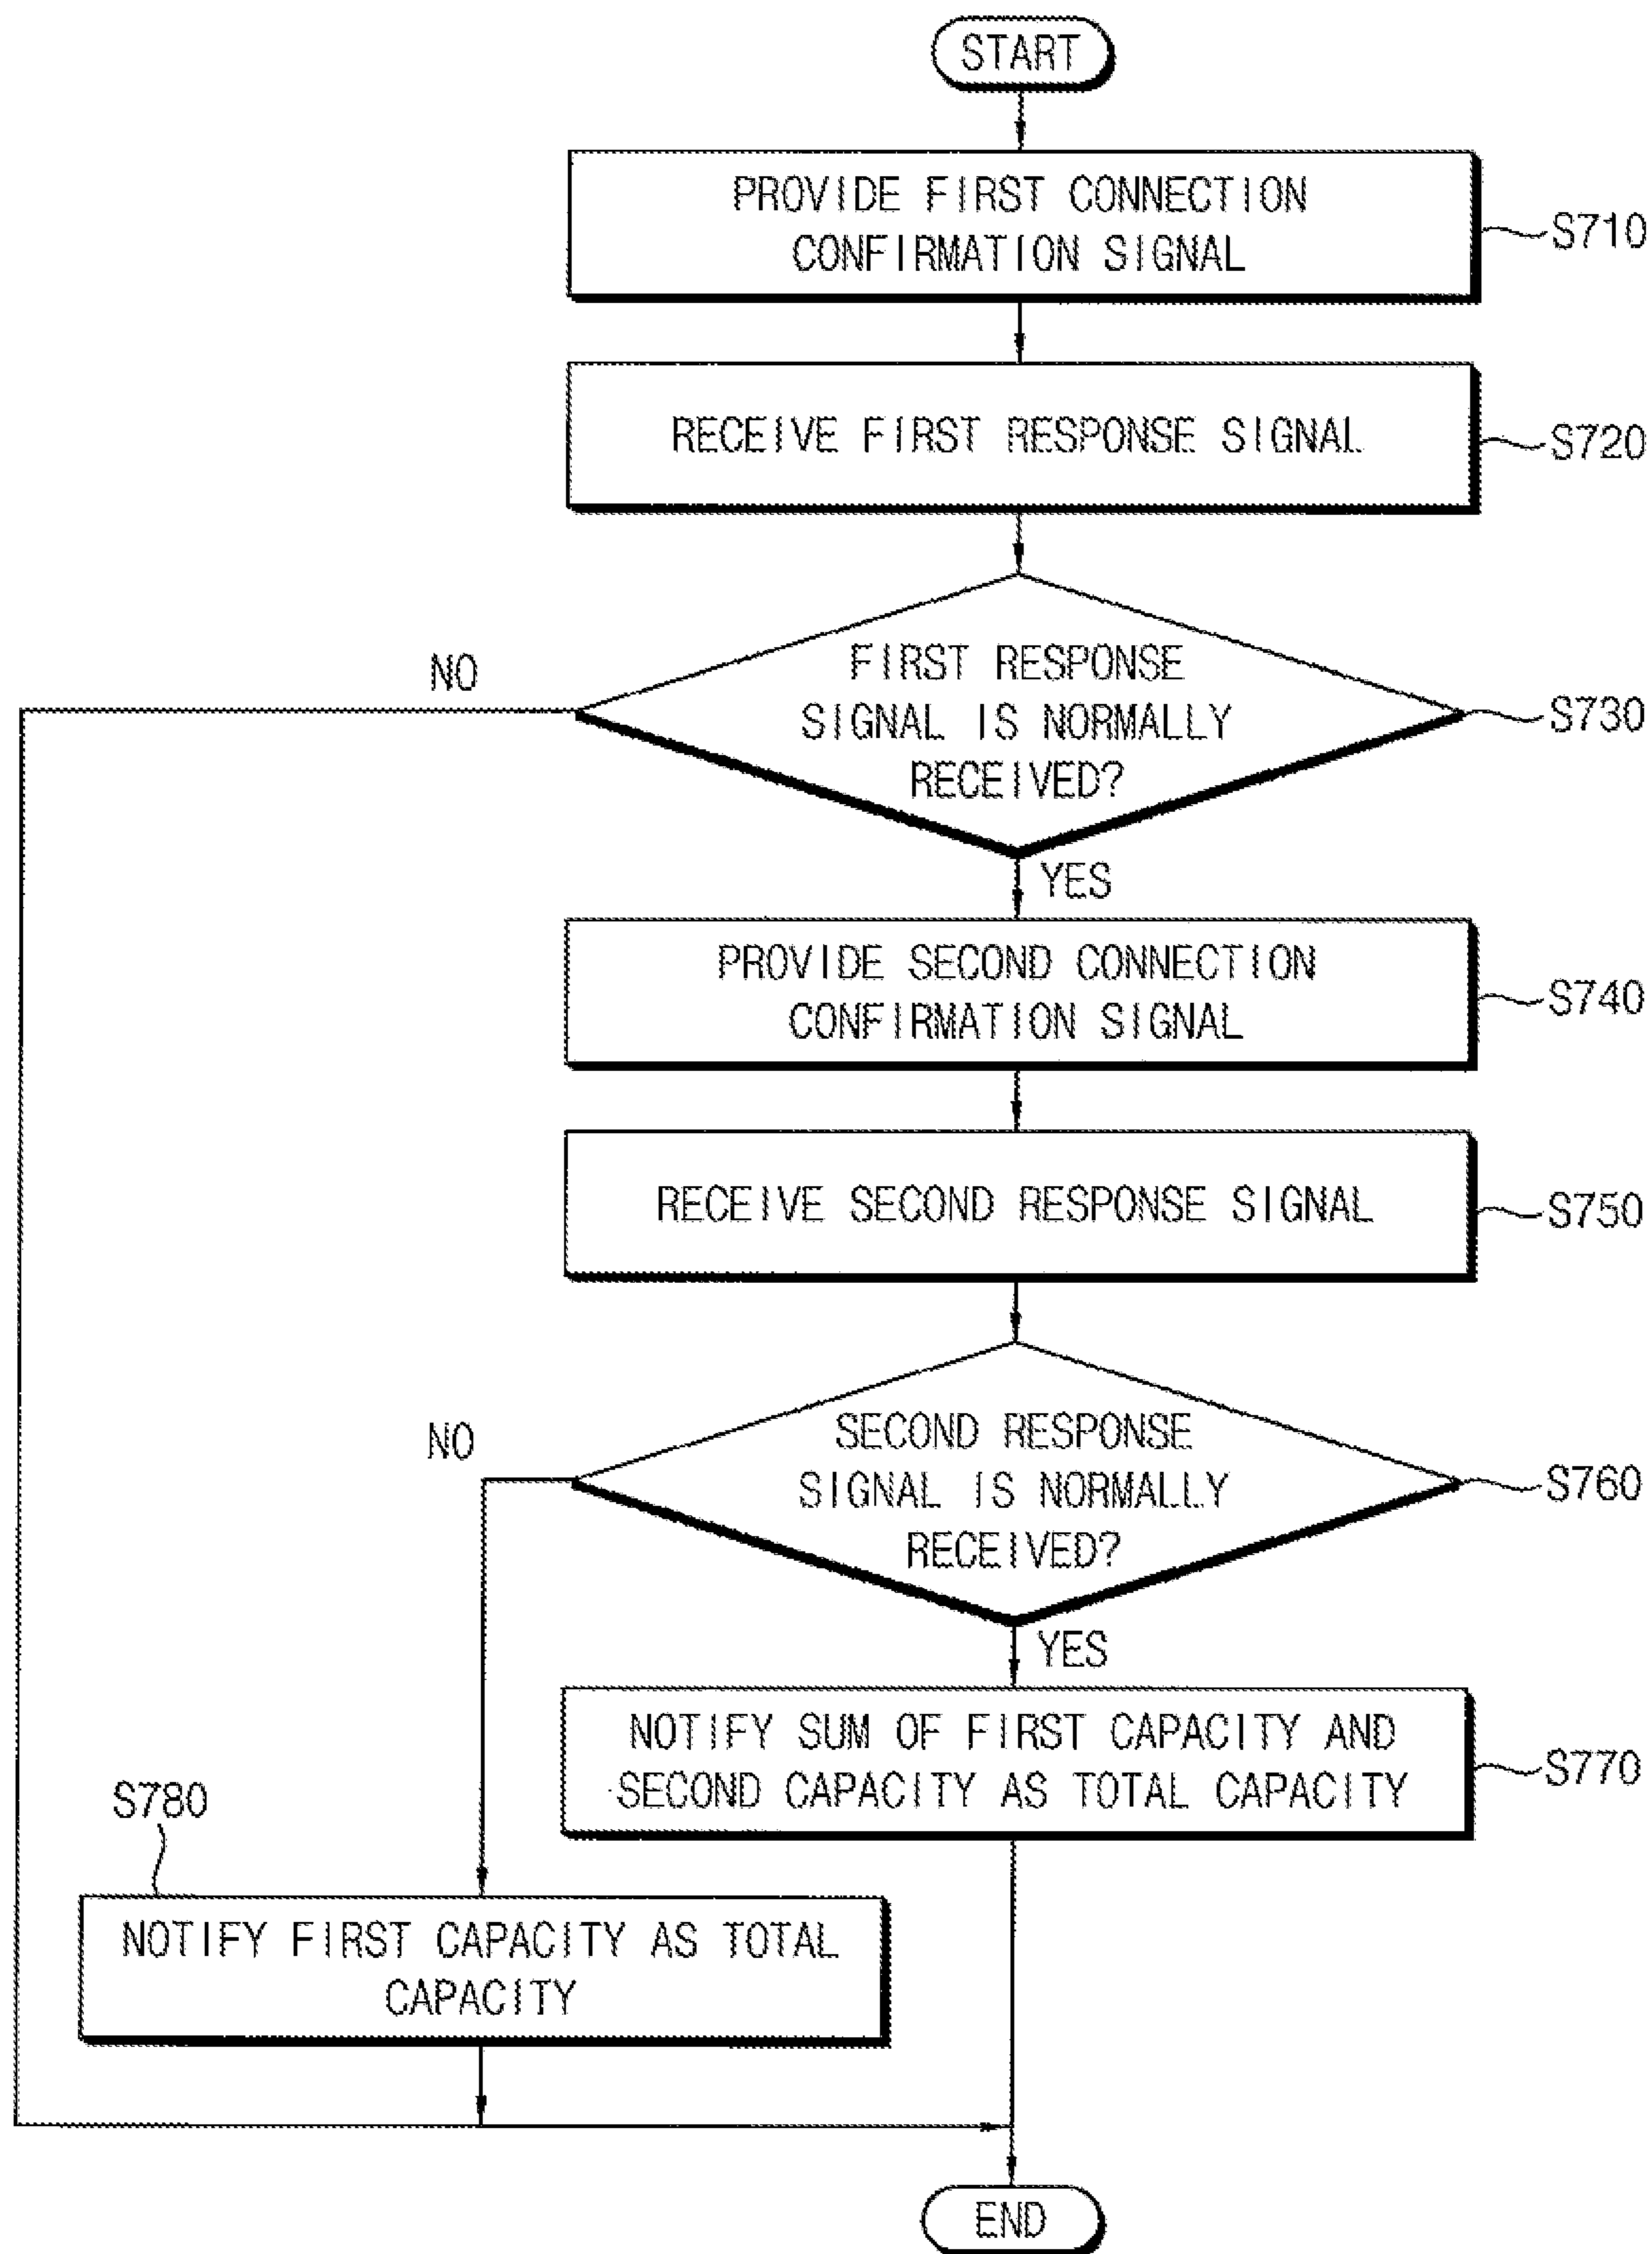 START
PROVIDE FIRST CONNECTION
CONFIRMATION SIGNAL
S710
RECEIVE FIRST RESPONSE SIGNAL
S720
FIRST RESPONSE
SIGNAL IS NORMALLY
RECEIVED?
S730
NO
YES
PROVIDE SECOND CONNECTION
CONFIRMATION SIGNAL
S740
RECEIVE SECOND RESPONSE SIGNAL
S750
SECOND RESPONSE
SIGNAL IS NORMALLY
RECEIVED?
S760
NO
YES
NOTIFY SUM OF FIRST CAPACITY AND
SECOND CAPACITY AS TOTAL CAPACITY
S770
S780
NOTIFY FIRST CAPACITY AS TOTAL
CAPACITY
END